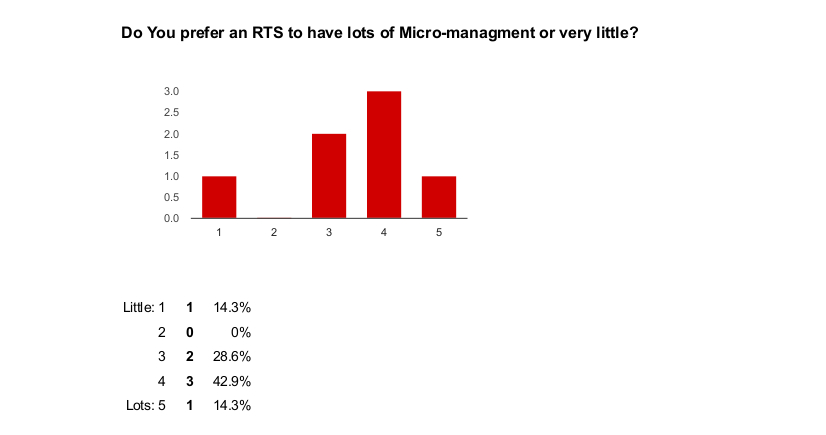 Do You prefer an RTS to have lots of Micro-managment or very little?
3.0
2.5
2.0
1.5
1.0
0.5
0.0
1 2 3 4 5
Little: 1 1 14.3%
2 0 0%
3 2 28.6%
4 3 42.9%
Lots: 5 1 14.3%